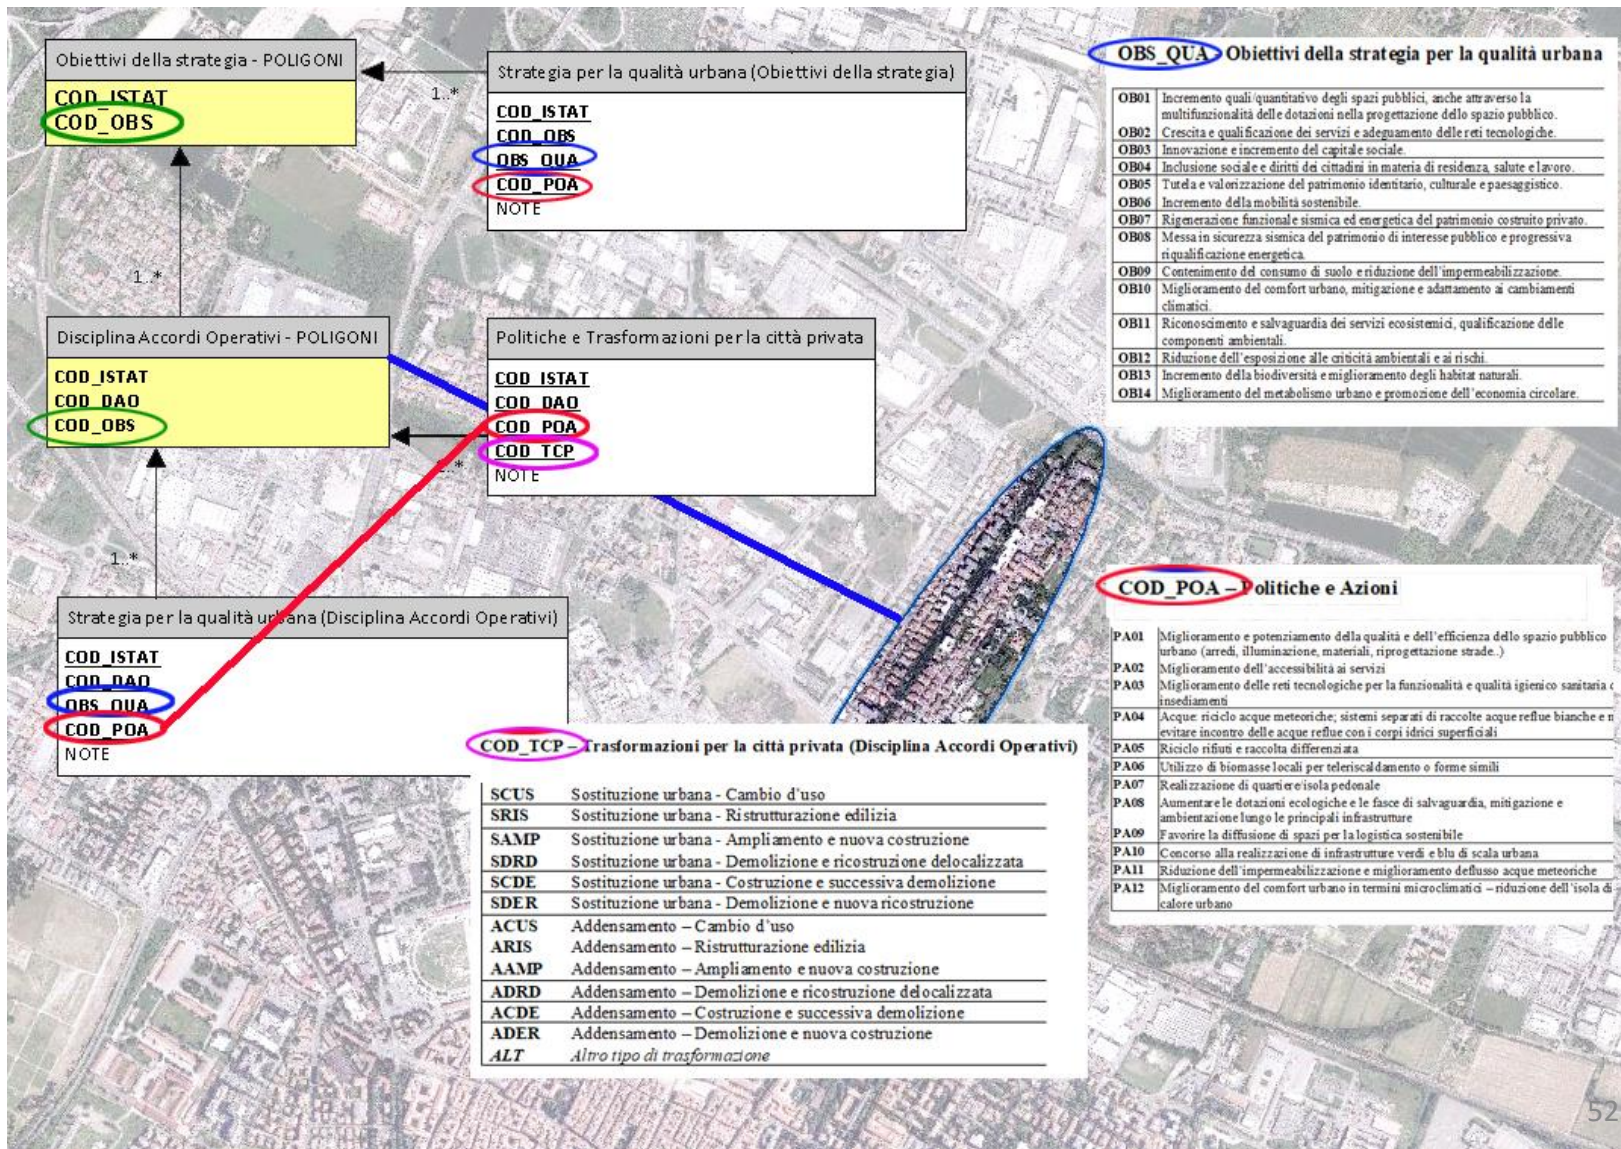 Obiettivi della strategia - POLIGONI
COD_ISTAT
COD_OBS
1..*
Strategia per la qualità urbana (Obiettivi della strategia)
COD_ISTAT
COD_OBS
OBS_QUA
COD_POA
NOTE
1..*
Disciplina Accordi Operativi - POLIGONI
COD_ISTAT
COD_DAO
COD_OBS
Politiche e Trasformazioni per la città privata
COD_ISTAT
COD_DAO
COD_POA
COD_TCP
NOTE
1..*
Strategia per la qualità urbana (Disciplina Accordi Operativi)
COD_ISTAT
COD_DAO
OBS_QUA
COD_POA
NOTE
OBS_QUA Obiettivi della strategia per la qualità urbana
OB01 Incremento quali/quantitativo degli spazi pubblici, anche attraverso la
multifunzionalità delle dotazioni nella progettazione dello spazio pubblico.
OB02 Crescita e qualificazione dei servizi e adeguamento delle reti tecnologiche.
OB03 Innovazione e incremento del capitale sociale.
OB04 Inclusione sociale e diritti dei cittadini in materia di residenza, salute e lavoro.
OB05 Tutela e valorizzazione del patrimonio identitario, culturale e paesaggistico.
OB06 Incremento della mobilità sostenibile.
OB07 Rigenerazione funzionale sismica ed energetica del patrimonio costruito privato.
OB08 Messa in sicurezza sismica del patrimonio di interesse pubblico e progressiva
riqualificazione energetica.
OB09 Contenimento del consumo di suolo e riduzione dell'impermeabilizzazione.
OB10 Miglioramento del comfort urbano, mitigazione e adattamento ai cambiamenti
climatici.
OB11 Riconoscimento e salvaguardia dei servizi ecosistemici, qualificazione delle
componenti ambientali.
OB12 Riduzione dell'esposizione alle criticità ambientali e ai rischi.
OB13 Incremento della biodiversità e miglioramento degli habitat naturali.
OB14 Miglioramento del metabolismo urbano e promozione dell'economia circolare.
COD_POA – Politiche e Azioni
PA01 Miglioramento e potenziamento della qualità e dell'efficienza dello spazio pubblico
urbano (arredi, illuminazione, materiali, riprogettazione strade..)
PA02 Miglioramento dell'accessibilità ai servizi
PA03 Miglioramento delle reti tecnologiche per la funzionalità e qualità igienico sanitaria
insediamenti
PA04 Acque: riciclo acque meteoriche; sistemi separati di raccolte acque reflue bianche e
evitare incontro delle acque reflue con i corpi idrici superficiali
PA05 Riciclo rifiuti e raccolta differenziata
PA06 Utilizzo di biomasse locali per teleriscaldamento o forme simili
PA07 Realizzazione di quartiere/isola pedonale
PA08 Aumentare le dotazioni ecologiche e le fasce di salvaguardia, mitigazione e
ambientazione lungo le principali infrastrutture
PA09 Favorire la diffusione di spazi per la logistica sostenibile
PA10 Concorso alla realizzazione di infrastrutture verdi e blu di scala urbana
PA11 Riduzione dell'impermeabilizzazione e miglioramento deflusso acque meteoriche
PA12 Miglioramento del comfort urbano in termini microclimatici – riduzione dell'isola di
calore urbano
COD_TCP – Trasformazioni per la città privata (Disciplina Accordi Operativi)
SCUS Sostituzione urbana - Cambio d'uso
SRIS Sostituzione urbana - Ristrutturazione edilizia
SAMP Sostituzione urbana - Ampliamento e nuova costruzione
SDRD Sostituzione urbana - Demolizione e ricostruzione delocalizzata
SCDE Sostituzione urbana - Costruzione e successiva demolizione
SDER Sostituzione urbana - Demolizione e nuova ricostruzione
ACUS Addensamento – Cambio d'uso
ARIS Addensamento – Ristrutturazione edilizia
AAMP Addensamento – Ampliamento e nuova costruzione
ADRD Addensamento – Demolizione e ricostruzione delocalizzata
ACDE Addensamento – Costruzione e successiva demolizione
ADER Addensamento – Demolizione e nuova costruzione
ALT Altro tipo di trasformazione
52